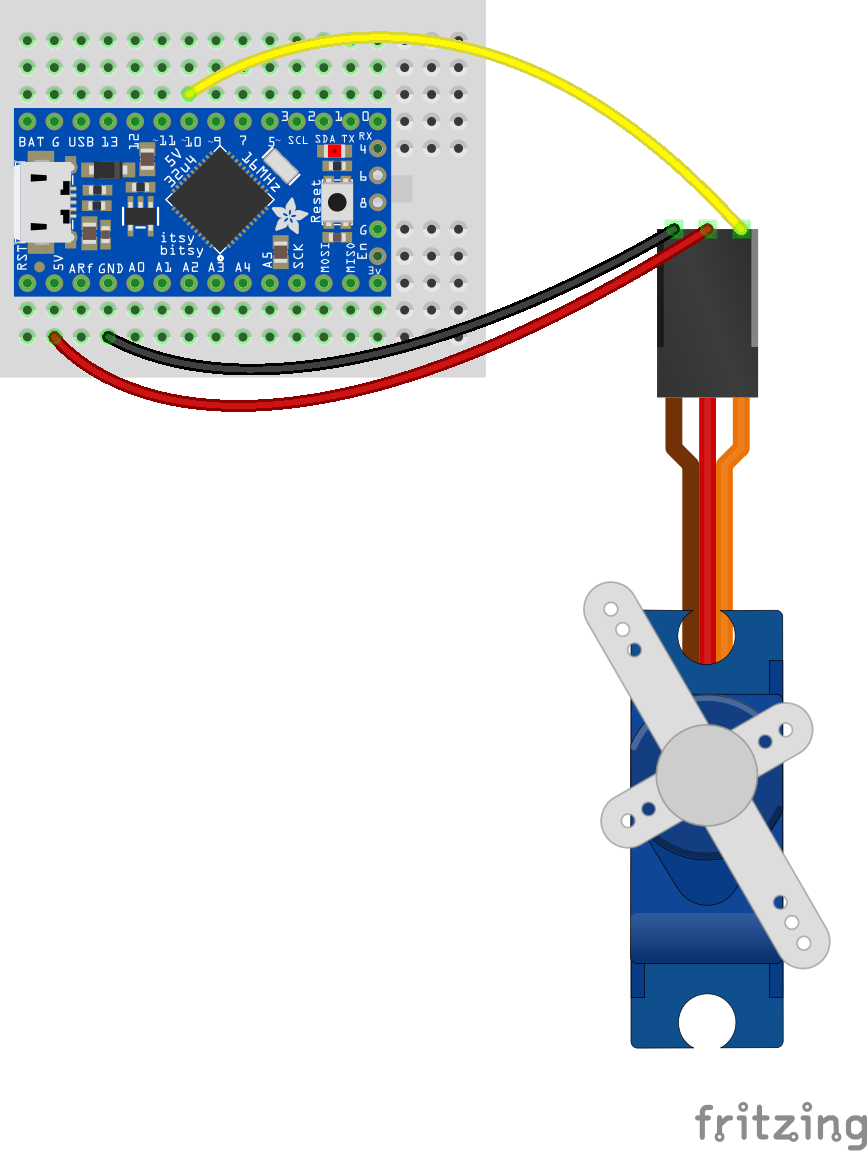 3 2 1 0
BAT G USB 13 12 ~11 ~10 ~9 7 5~ SCL SDA TX RX
4
6
8
G
En
3v
5V
32u4
16MHz
Reset
itsy
bitsy
RST 5V ARf GND A0 A1 A2 A3 A4 A5 SCK MOSI MISO
fritzing